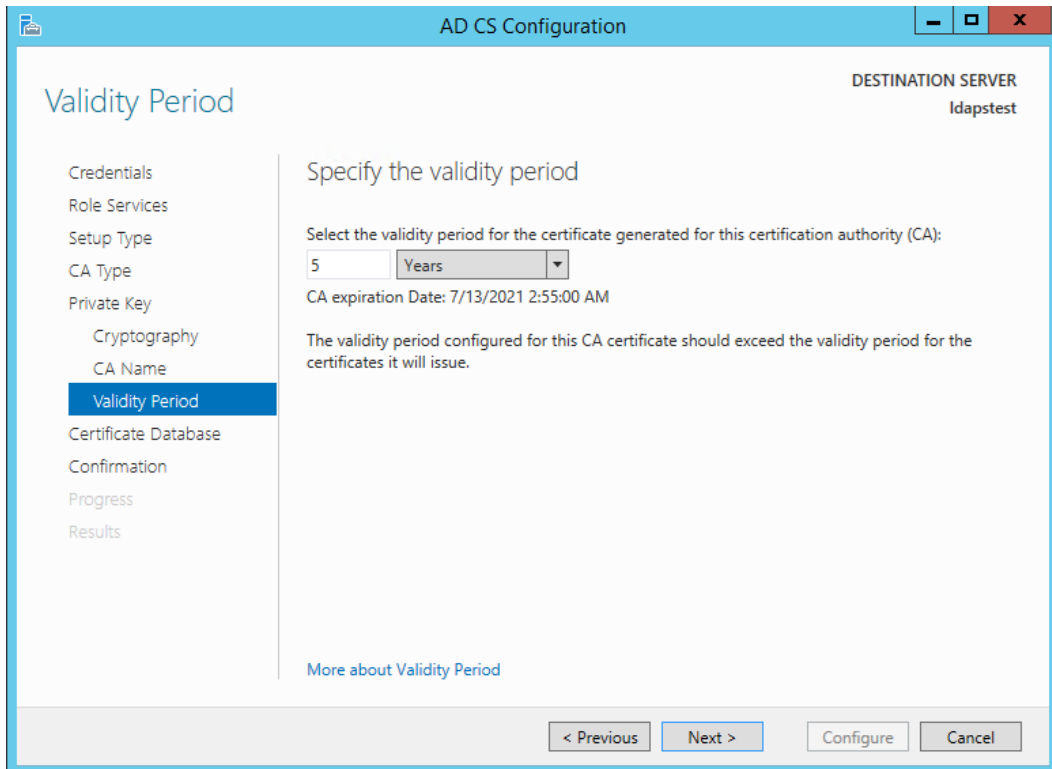 AD CS Configuration
Validity Period
DESTINATION SERVER
ldapstest
Credentials
Role Services
Setup Type
CA Type
Private Key
Cryptography
CA Name
Validity Period
Certificate Database
Confirmation
Progress
Results
Specify the validity period
Select the validity period for the certificate generated for this certification authority (CA):
5 Years
CA expiration Date: 7/13/2021 2:55:00 AM
The validity period configured for this CA certificate should exceed the validity period for the
certificates it will issue.
More about Validity Period
< Previous Next > Configure Cancel